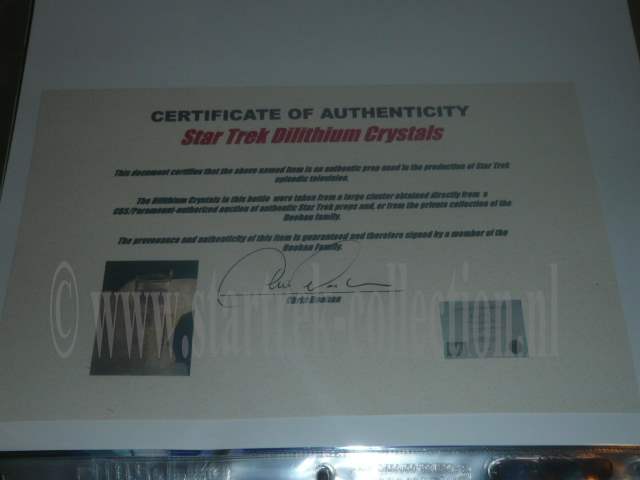 CERTIFICATE OF AUTHENTICITY
Star Trek Dilithium Crystals
This document certifies that the above named item is an authentic prop used in the production of Star Trek
episodic television.
The Dilithium Crystals in this bottle were taken from a large cluster obtained directly from a
CBS/Paramount-authorized auction of authentic Star Trek props and, or from the private collection of the
Doohan family.
The provenance and authenticity of this item is guaranteed and therefore signed by a member of the
Doohan Family.
Chris Doohan
© www.startrek-collection.nl